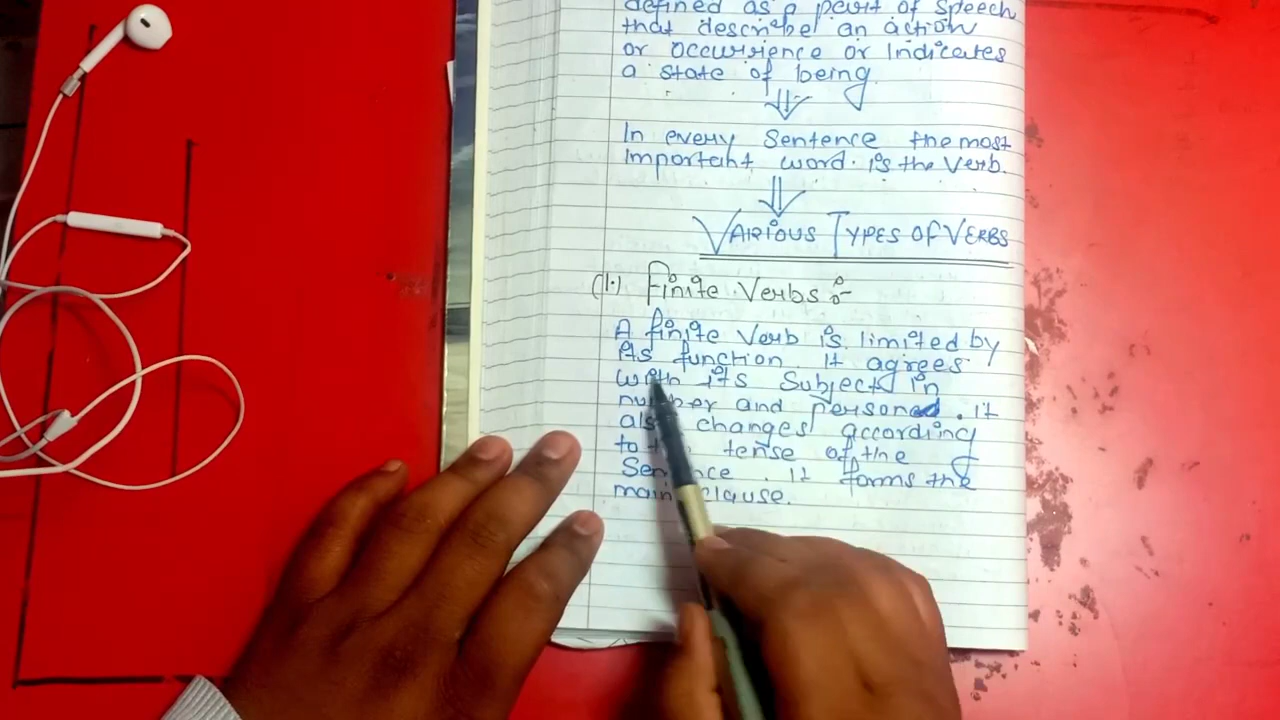 defined as a part of speech
that describe an action
or occurrience or Indicates
a state of being
In every Sentence the most
Important word. is the Verb.
VARIOUS TYPES OF VERBS
(1.) Finite Verbs :-
A finite Verb is limited by
its function. It agrees
with its Subject in
number and person. it
also changes according
to the tense of the
Sentence. It forms the
main clause.